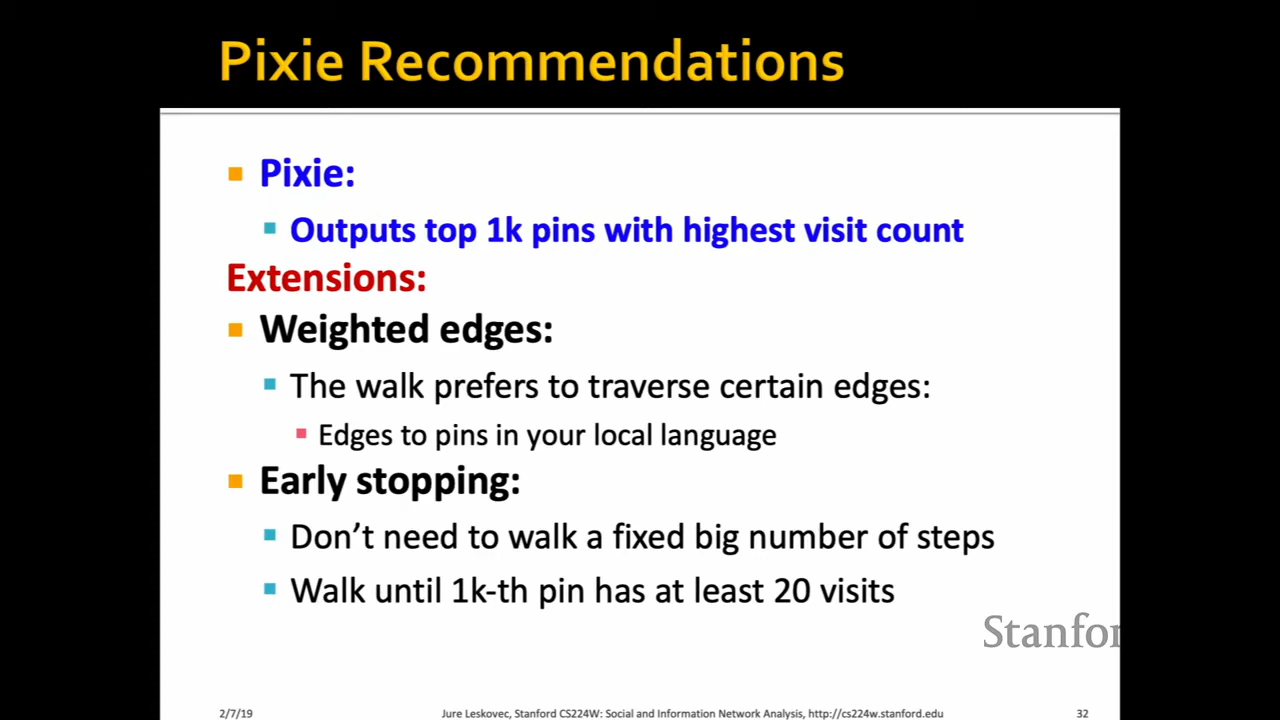 Pixie Recommendations
Pixie:
Outputs top 1k pins with highest visit count
Extensions:
Weighted edges:
The walk prefers to traverse certain edges:
Edges to pins in your local language
Early stopping:
Don't need to walk a fixed big number of steps
Walk until 1k-th pin has at least 20 visits
Stanfor
2/7/19 Jure Leskovec, Stanford CS224W: Social and Information Network Analysis, http://cs224w.stanford.edu 32